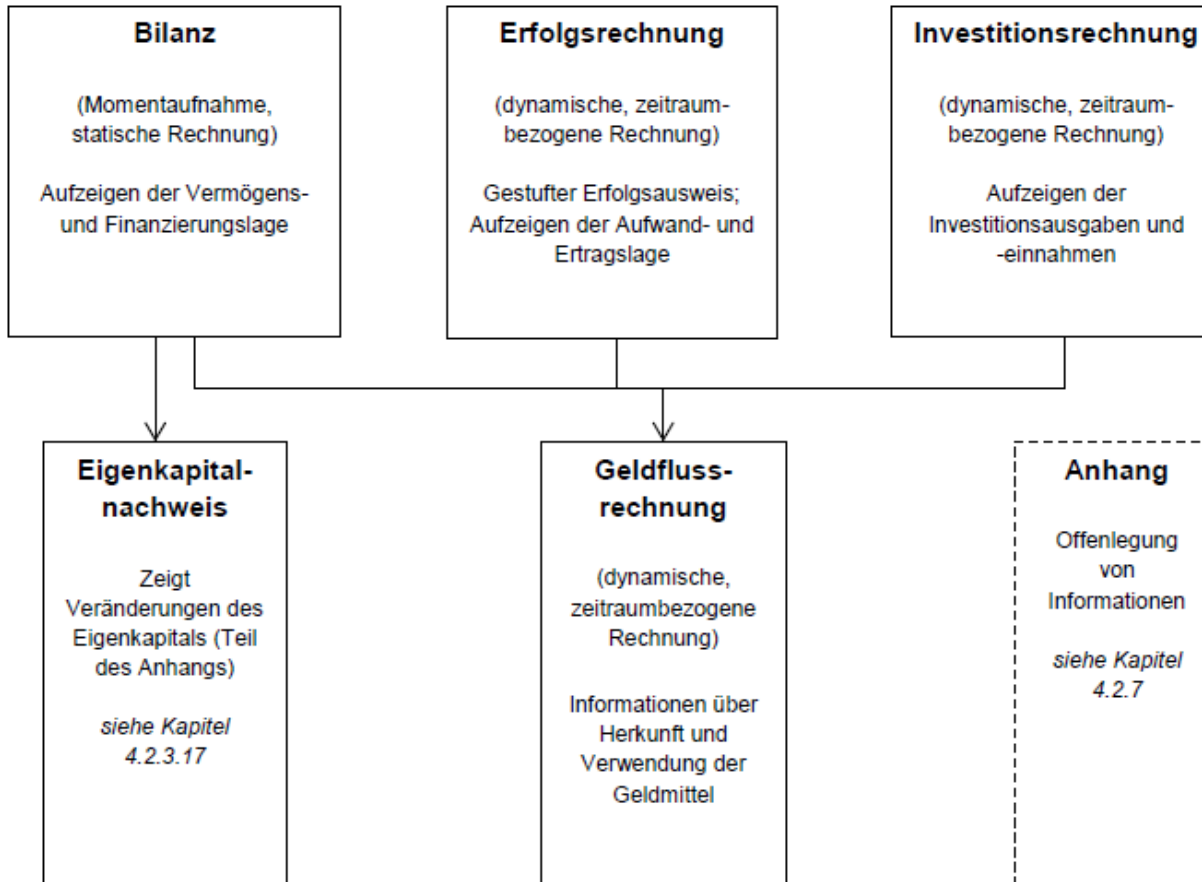 Bilanz
(Momentaufnahme,
statische Rechnung)
Aufzeigen der Vermögens-
und Finanzierungslage
Erfolgsrechnung
(dynamische, zeitraum-
bezogene Rechnung)
Gestufter Erfolgsausweis;
Aufzeigen der Aufwand- und
Ertragslage
Investitionsrechnung
(dynamische, zeitraum-
bezogene Rechnung)
Aufzeigen der
Investitionsausgaben und
-einnahmen
Eigenkapital-
nachweis
Zeigt
Veränderungen des
Eigenkapitals (Teil
des Anhangs)
siehe Kapitel
4.2.3.17
Geldfluss-
rechnung
(dynamische,
zeitraumbezogene
Rechnung)
Informationen über
Herkunft und
Verwendung der
Geldmittel
Anhang
Offenlegung
von
Informationen
siehe Kapitel
4.2.7